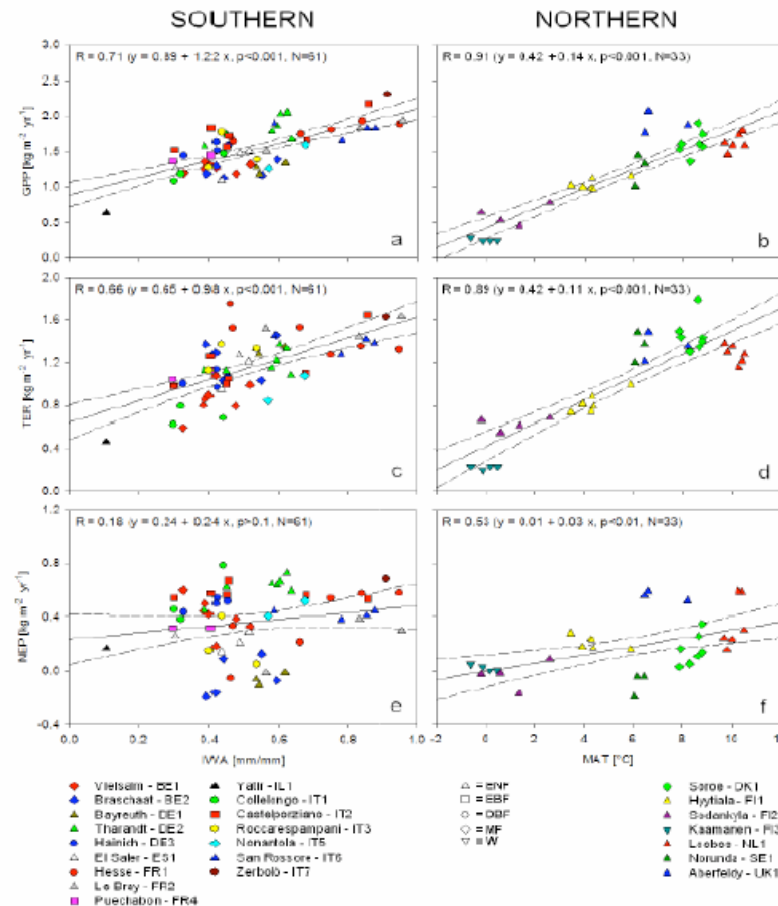 SOUTHERN
NORTHERN
R = 0.71 (y = 0.89 + 1.22 x, p<0.001, N=61)
R = 0.91 (y = 0.42 + 0.14 x, p<0.001, N=33)
GPP [kg m-2 yr-1]
3.0
2.5
2.0
1.5
1.0
0.5
0.0
a
b
R = 0.66 (y = 0.65 + 0.98 x, p<0.001, N=61)
R = 0.89 (y = 0.42 + 0.11 x, p<0.001, N=33)
TER [kg m-2 yr-1]
2.0
1.6
1.2
0.8
0.4
0.0
c
d
R = 0.18 (y = 0.24 + 0.24 x, p>0.1, N=61)
R = 0.53 (y = 0.01 + 0.03 x, p<0.01, N=33)
NEP [kg m-2 yr-1]
1.2
0.8
0.4
0.0
-0.4
e
f
0.0 0.2 0.4 0.6 0.8 1.0
-2 0 2 4 6 8 10
IWA [mm/mm]
MAT [°C]
Vielsalm - BE1
Braschaat - BE2
Bayreuth - DE1
Tharandt - DE2
Hainich - DE3
El Saler - ES1
Hesse - FR1
Le Bray - FR2
Puechabon - FR4
Yatir - IL1
Collelongo - IT1
Castelporziano - IT2
Roccarespampani - IT3
Nonantola - IT5
San Rossore - IT6
Zerbolò - IT7
= ENF
= EBF
= DBF
= MF
= W
Soroe - DK1
Hyytiala - FI1
Sodankyla - FI2
Kaamanen - FI3
Loobos - NL1
Norunda - SE1
Aberfeldy - UK1